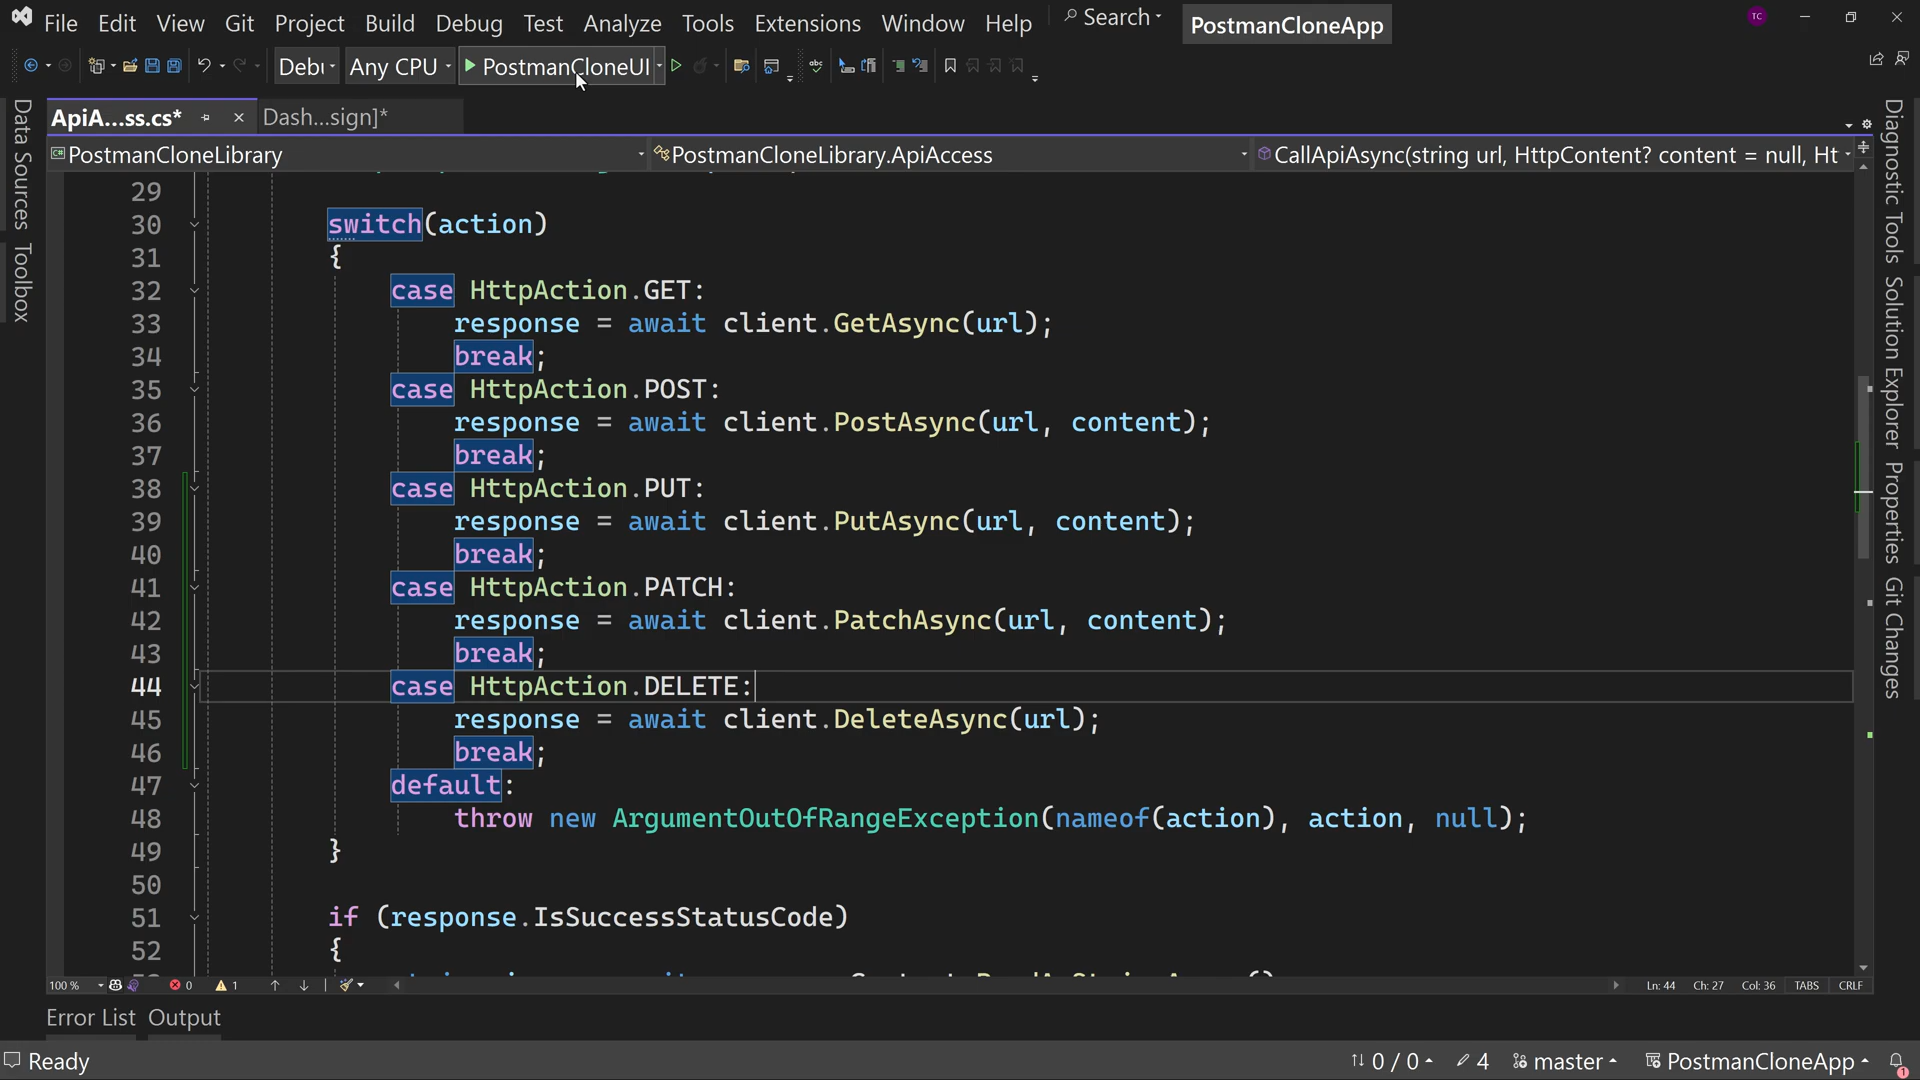 File Edit View Git Project Build Debug Test Analyze Tools Extensions Window Help Search PostmanCloneApp TC
Debu Any CPU PostmanCloneUI
ApiA...ss.cs* Dash...sign]*
PostmanCloneLibrary PostmanCloneLibrary.ApiAccess CallApiAsync(string url, HttpContent? content = null, Ht
Data Sources
Toolbox
29
30 switch(action)
31 {
32 case HttpAction.GET:
33 response = await client.GetAsync(url);
34 break;
35 case HttpAction.POST:
36 response = await client.PostAsync(url, content);
37 break;
38 case HttpAction.PUT:
39 response = await client.PutAsync(url, content);
40 break;
41 case HttpAction.PATCH:
42 response = await client.PatchAsync(url, content);
43 break;
44 case HttpAction.DELETE:
45 response = await client.DeleteAsync(url);
46 break;
47 default:
48 throw new ArgumentOutOfRangeException(nameof(action), action, null);
49 }
50
51 if (response.IsSuccessStatusCode)
52 {
Diagnostic Tools
Solution Explorer
Properties
Git Changes
100 % 0 1 Ln: 44 Ch: 27 Col: 36 TABS CRLF
Error List Output
Ready 0 / 0 4 master PostmanCloneApp 1